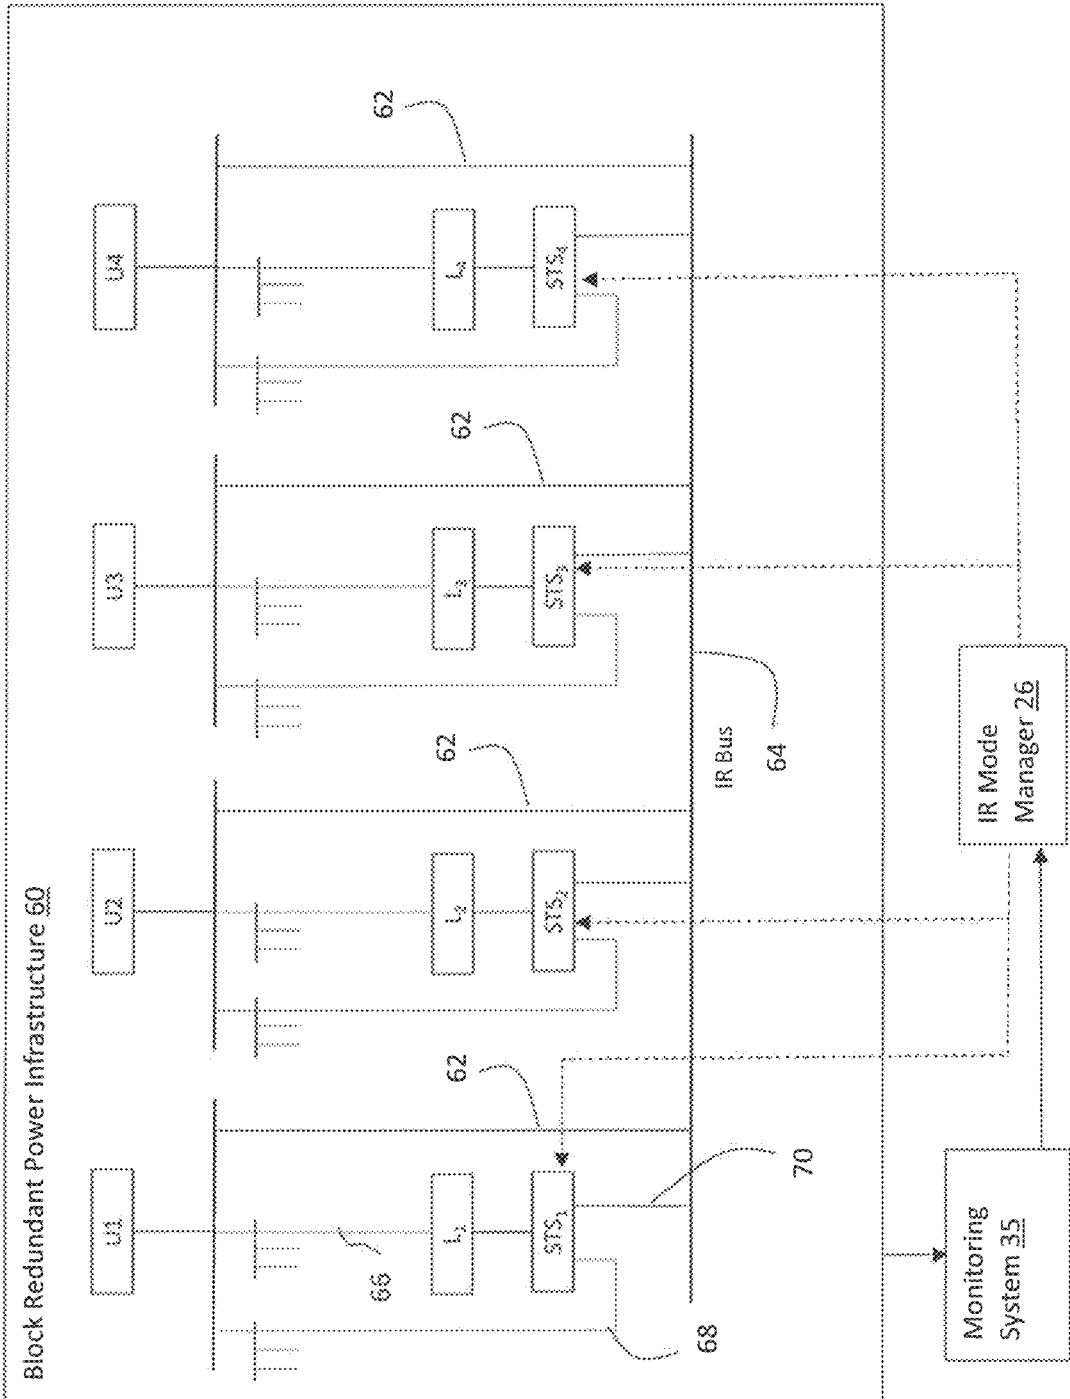 Block Redundant Power Infrastructure 60
U1
U2
U3
U4
62
62
62
62
66
L1
L2
L3
L4
STS1
STS2
STS3
STS4
68
70
IR Bus
64
Monitoring
System 35
IR Mode
Manager 26